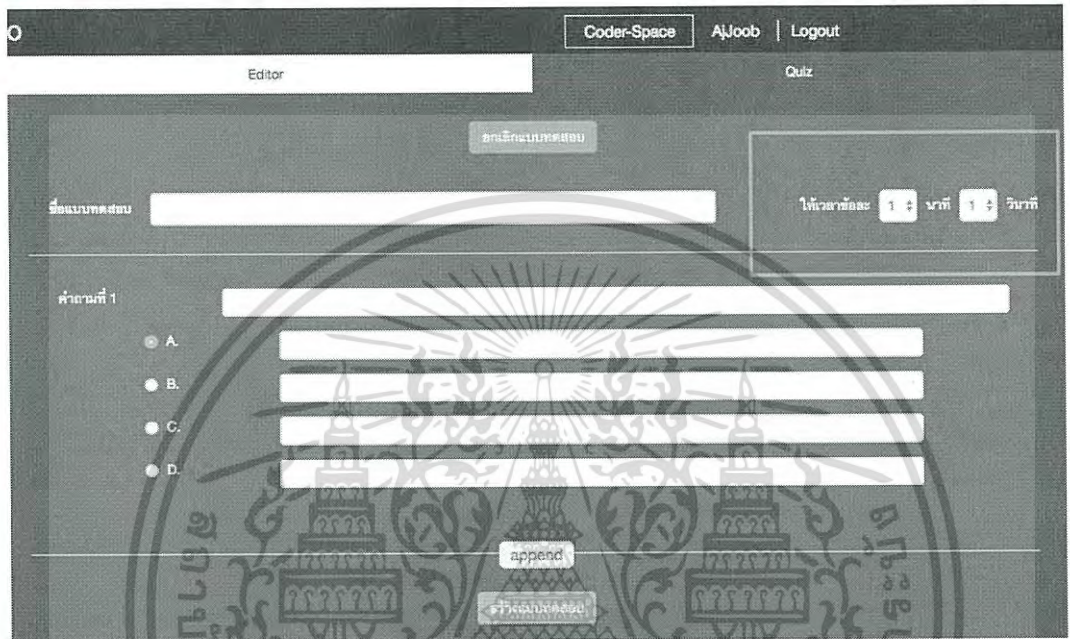 O Coder-Space AjJoob Logout
Editor Quiz
ยกเลิกแบบทดสอบ
ชื่อแบบทดสอบ ให้เวลาข้อละ 1 นาที 1 วินาที
คำถามที่ 1
A.
B.
C.
D.
append
สร้างแบบทดสอบ